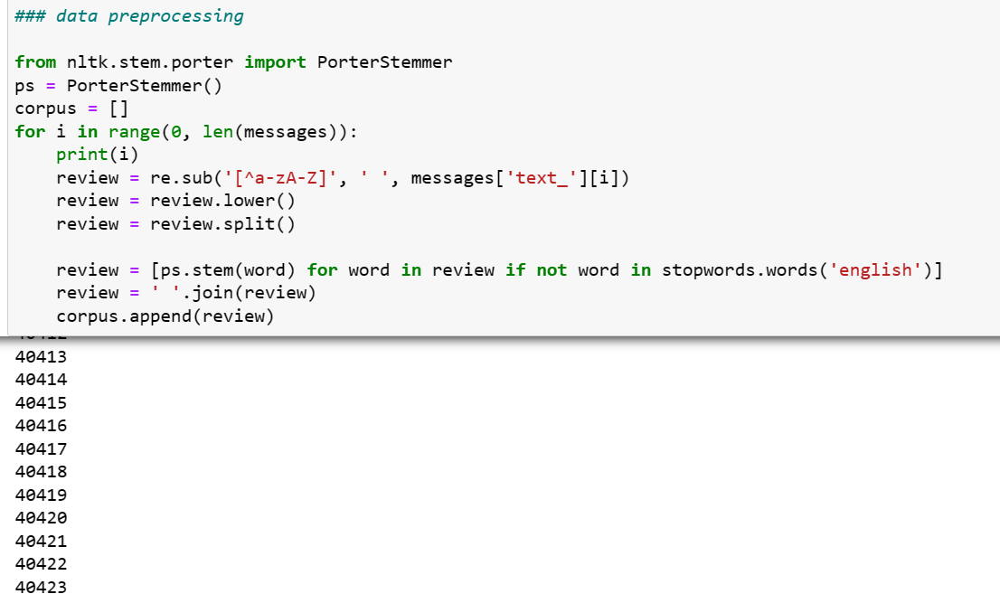 ### data preprocessing
from nltk.stem.porter import PorterStemmer
ps = PorterStemmer()
corpus = []
for i in range(0, len(messages)):
    print(i)
    review = re.sub('[^a-zA-Z]', ' ', messages['text_'][i])
    review = review.lower()
    review = review.split()
    review = [ps.stem(word) for word in review if not word in stopwords.words('english')]
    review = ' '.join(review)
    corpus.append(review)
40413
40414
40415
40416
40417
40418
40419
40420
40421
40422
40423